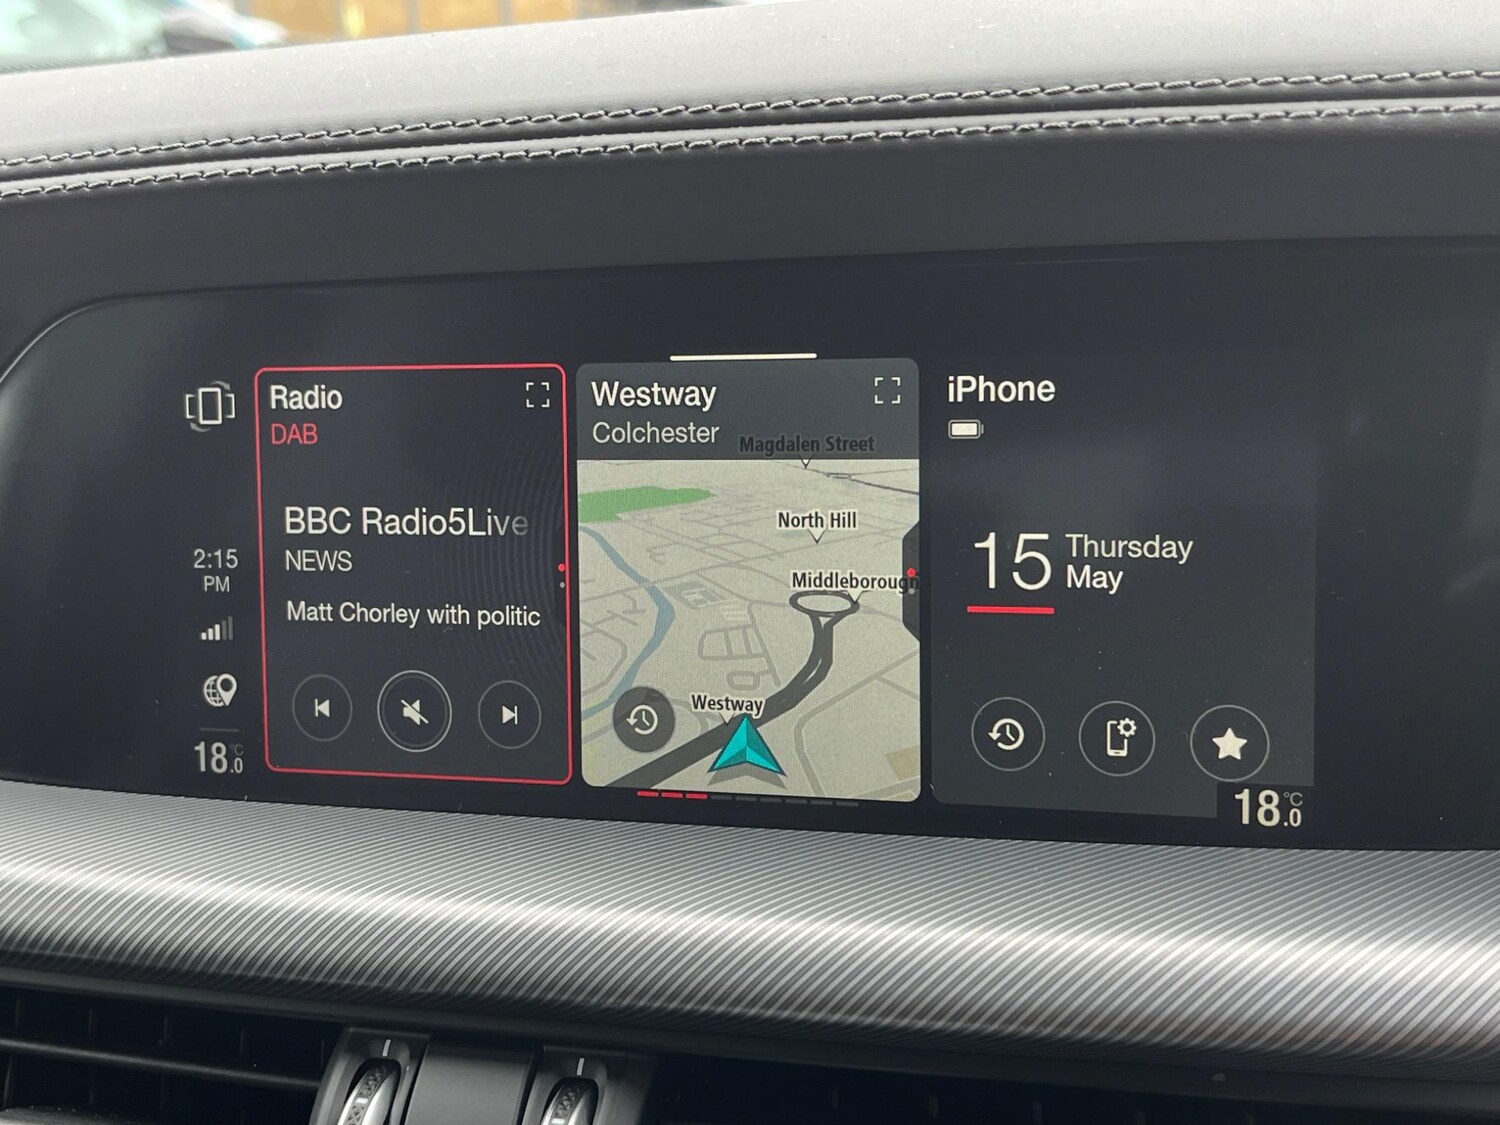 2:15
PM
18.0°C
Radio
DAB
BBC Radio5Live
NEWS
Matt Chorley with politic
Westway
Colchester
Magdalen Street
North Hill
Middleborough
Westway
iPhone
15 Thursday
May
18.0°C